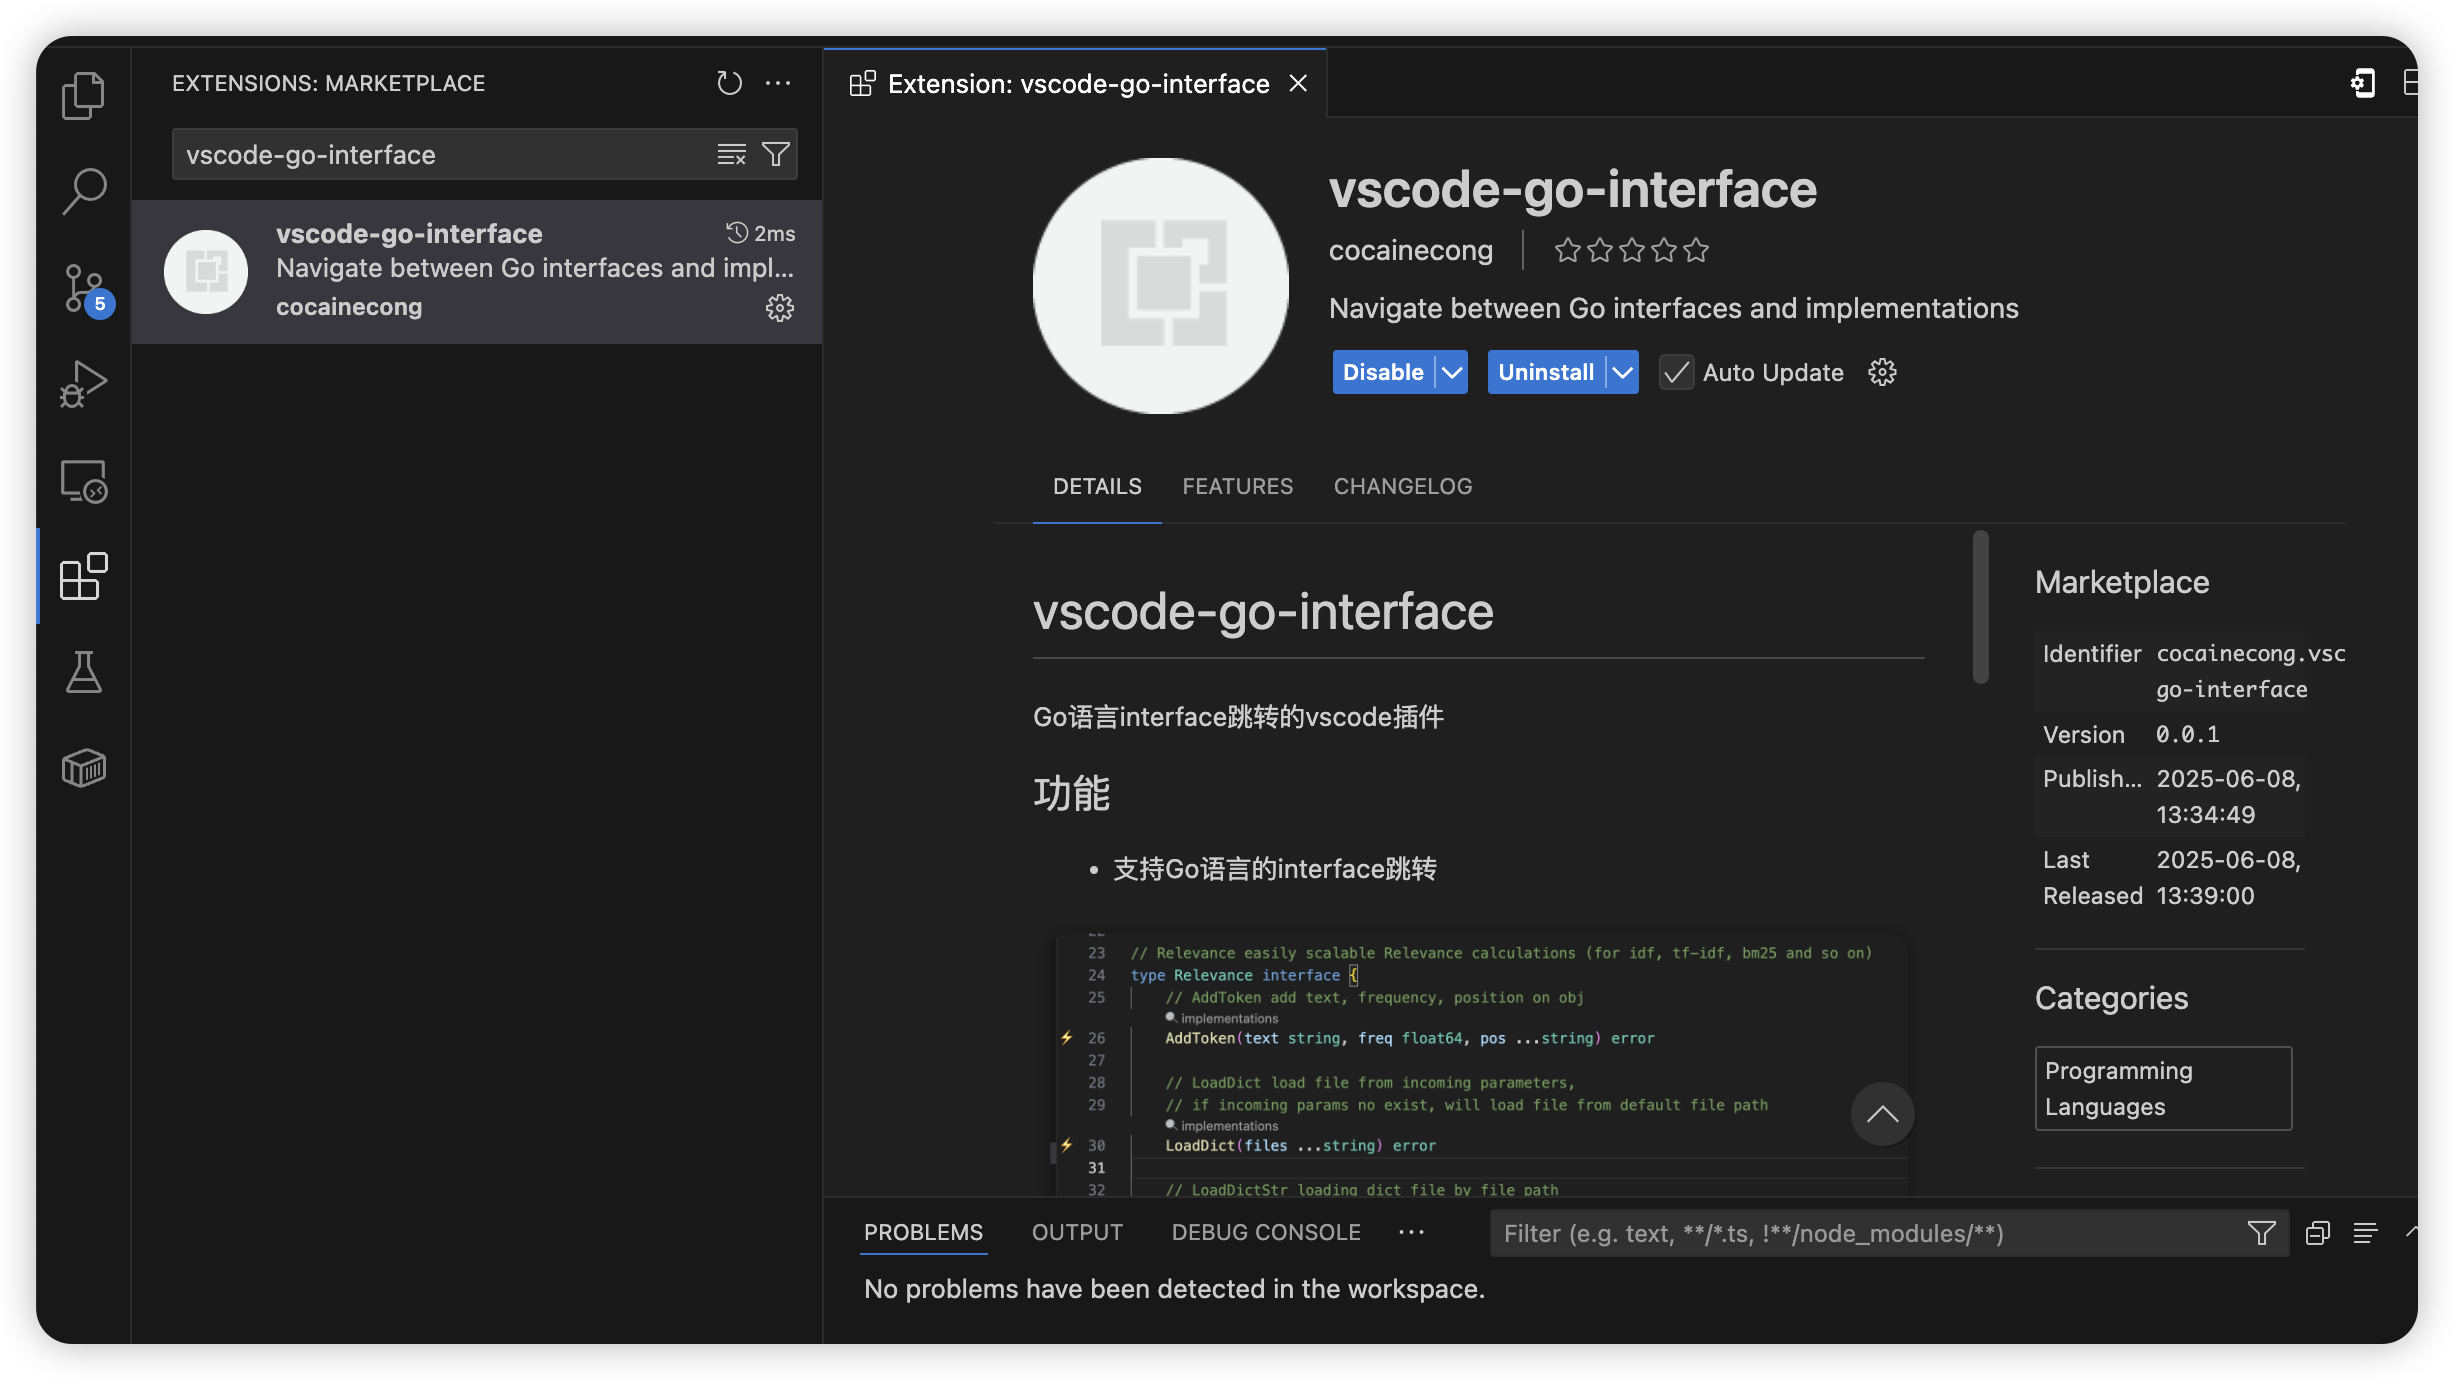 EXTENSIONS: MARKETPLACE
vscode-go-interface
vscode-go-interface
2ms
Navigate between Go interfaces and impl...
cocainecong
5
Extension: vscode-go-interface
vscode-go-interface
cocainecong
Navigate between Go interfaces and implementations
Disable
Uninstall
Auto Update
DETAILS FEATURES CHANGELOG
vscode-go-interface
Go语言interface跳转的vscode插件
功能
• 支持Go语言的interface跳转
23 // Relevance easily scalable Relevance calculations (for idf, tf-idf, bm25 and so on)
24 type Relevance interface {
25 // AddToken add text, frequency, position on obj
implementations
26 AddToken(text string, freq float64, pos ...string) error
27
28 // LoadDict load file from incoming parameters,
29 // if incoming params no exist, will load file from default file path
implementations
30 LoadDict(files ...string) error
31
32 // LoadDictStr loading dict file by file path
Marketplace
Identifier cocainecong.vsc
go-interface
Version 0.0.1
Publish... 2025-06-08,
13:34:49
Last 2025-06-08,
Released 13:39:00
Categories
Programming
Languages
PROBLEMS OUTPUT DEBUG CONSOLE ...
Filter (e.g. text, **/*.ts, !**/node_modules/**)
No problems have been detected in the workspace.